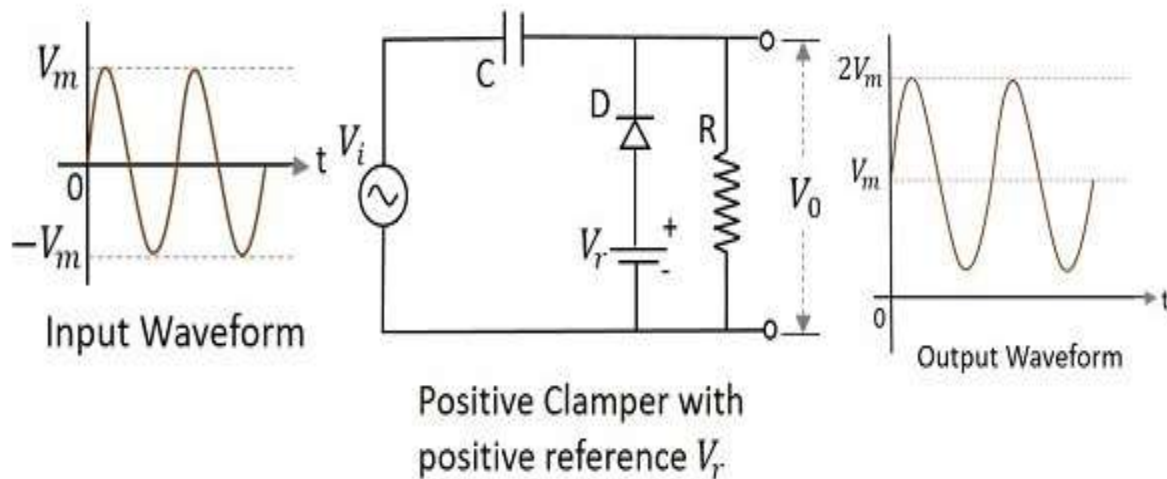 V_m
0
t
−V_m
Input Waveform
V_i
C
D
R
V_r
+
-
V_0
Positive Clamper with
positive reference V_r
2V_m
V_m
0
t
Output Waveform